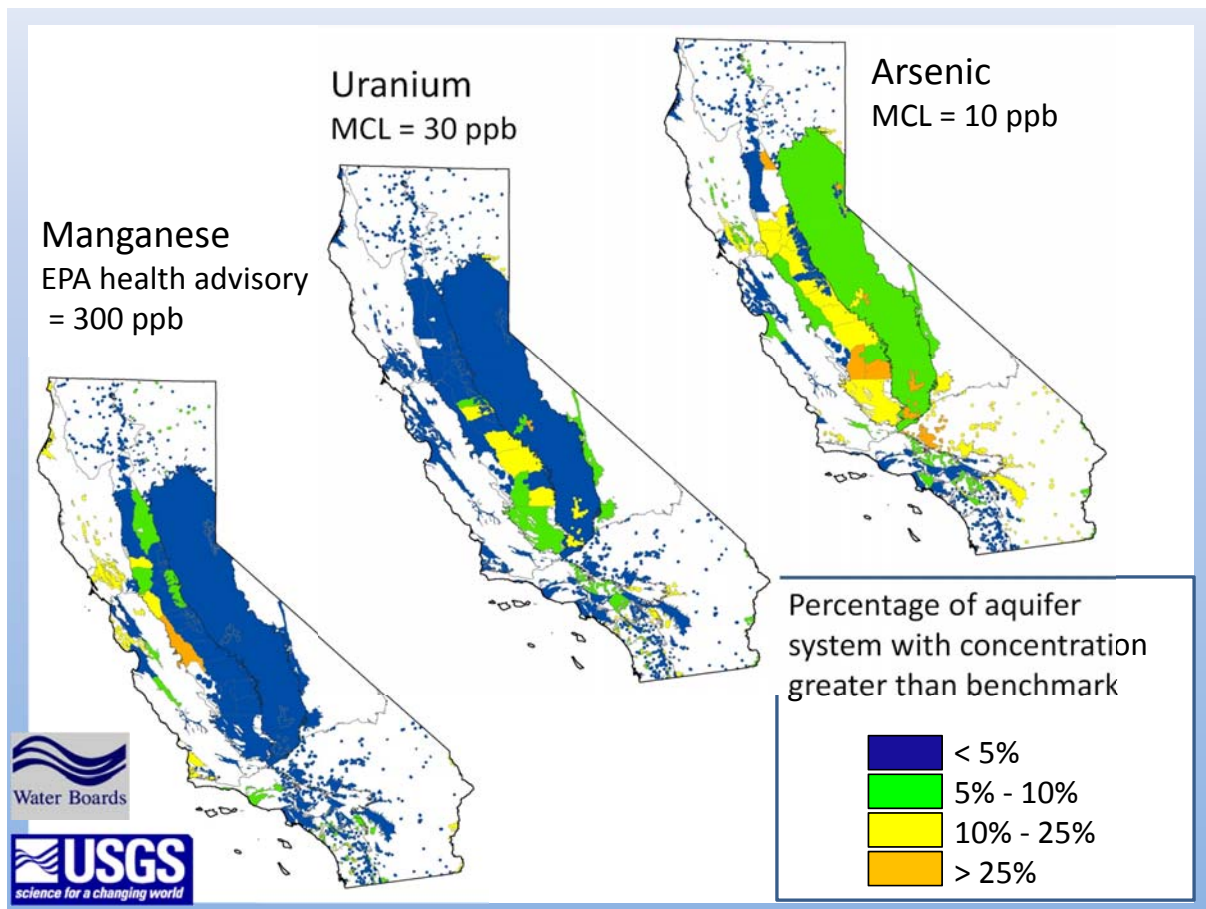 Uranium
MCL = 30 ppb
Arsenic
MCL = 10 ppb
Manganese
EPA health advisory
= 300 ppb
Percentage of aquifer
system with concentration
greater than benchmark
< 5%
5% - 10%
10% - 25%
> 25%
Water Boards
USGS
science for a changing world